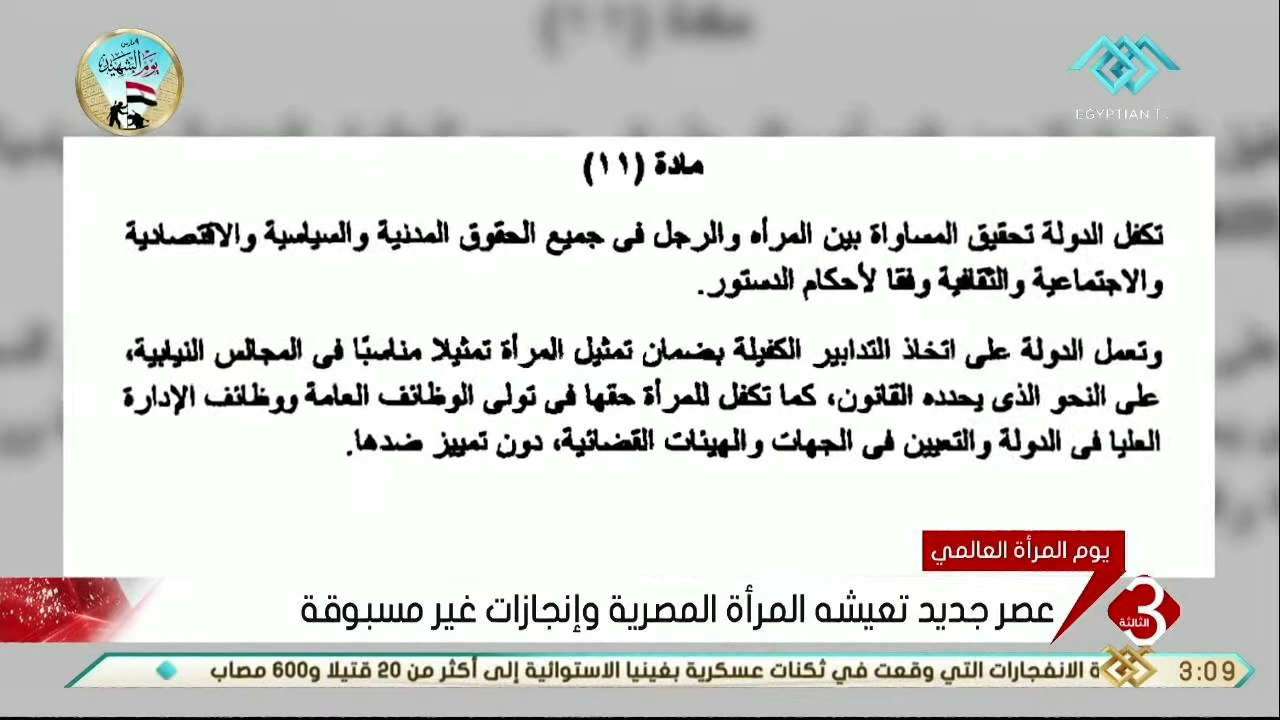 ٩ مارس
يوم الشهيد
EGYPTIAN T
مادة (١١)
تكفل الدولة تحقيق المساواة بين المرأه والرجل فى جميع الحقوق المدنية والسياسية والاقتصادية
والاجتماعية والثقافية وفقا لأحكام الدستور.
وتعمل الدولة على اتخاذ التدابير الكفيلة بضمان تمثيل المرأة تمثيلا مناسبًا فى المجالس النيابية،
على النحو الذى يحدده القانون، كما تكفل للمرأة حقها فى تولى الوظائف العامة ووظائف الإدارة
العليا فى الدولة والتعيين فى الجهات والهيئات القضائية، دون تمييز ضدها.
يوم المرأة العالمي
عصر جديد تعيشه المرأة المصرية وإنجازات غير مسبوقة
3 الثالثة
ة الانفجارات التي وقعت في ثكنات عسكرية بغينيا الاستوائية إلى أكثر من 20 قتيلا و600 مصاب
3:09